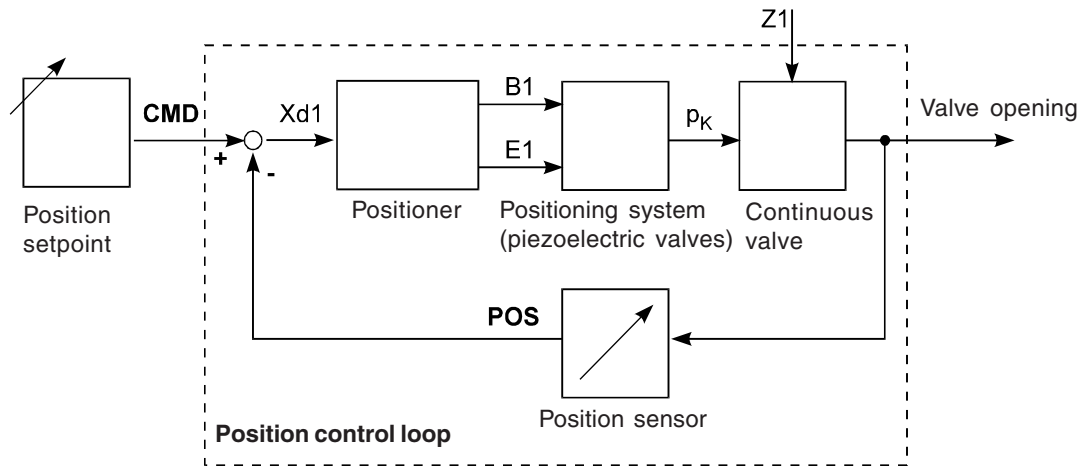 Z1
CMD
Xd1
B1
E1
pK
Valve opening
+
-
Position
setpoint
Positioner
Positioning system
(piezoelectric valves)
Continuous
valve
POS
Position sensor
Position control loop